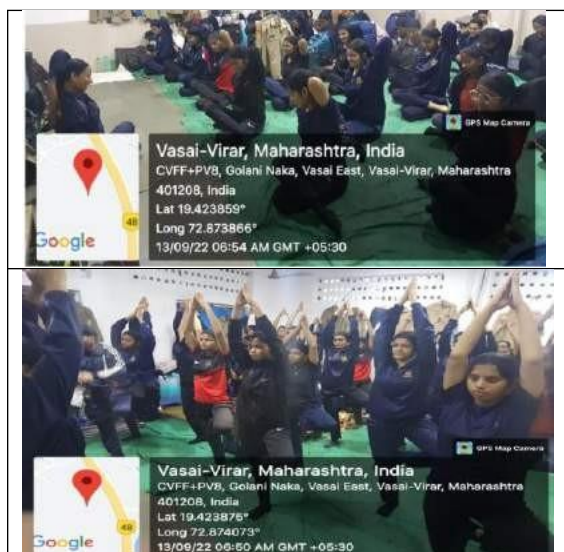 GPS Map Camera
Vasai-Virar, Maharashtra, India
CVFF+PV8, Golani Naka, Vasai East, Vasai-Virar, Maharashtra
401208, India
Lat 19.423859°
Long 72.873866°
13/09/22 06:54 AM GMT +05:30
48
Google
GPS Map Camera
Vasai-Virar, Maharashtra, India
CVFF+PV8, Golani Naka, Vasai East, Vasai-Virar, Maharashtra
401208, India
Lat 19.423875°
Long 72.874073°
13/09/22 06:50 AM GMT +05:30
48
Google